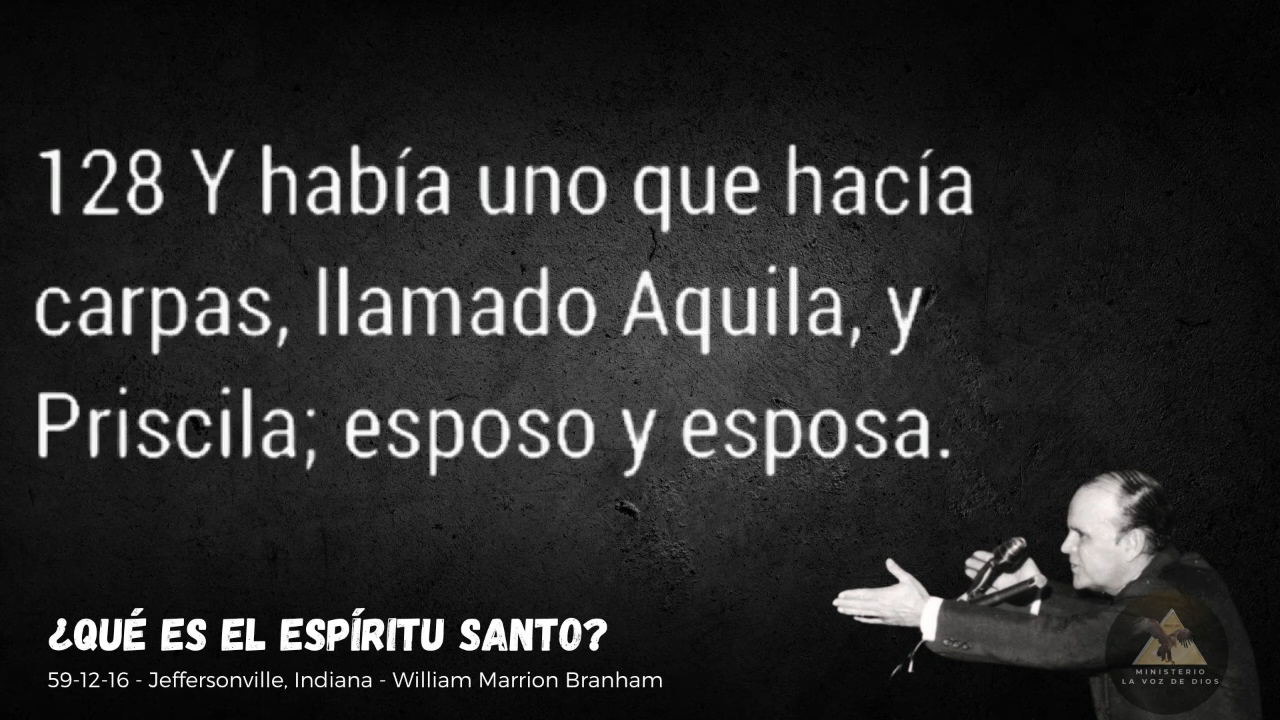 128 Y había uno que hacía
carpas, llamado Aquila, y
Priscila; esposo y esposa.
¿QUÉ ES EL ESPÍRITU SANTO?
59-12-16 - Jeffersonville, Indiana - William Marrion Branham
MINISTERIO
LA VOZ DE DIOS